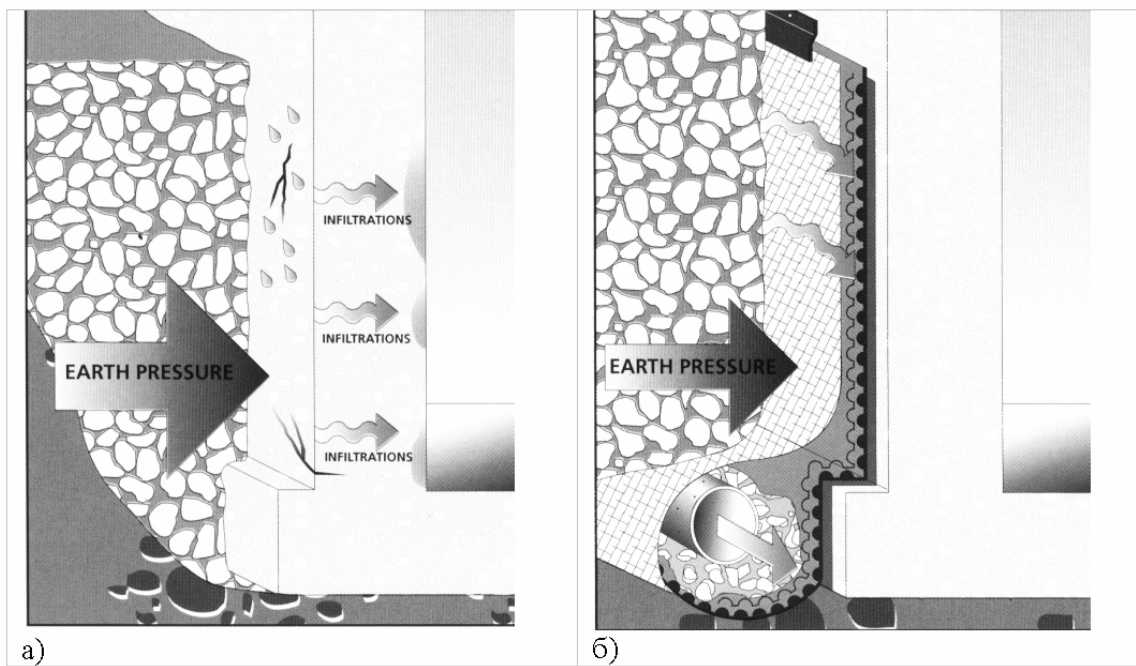 INFILTRATIONS
INFILTRATIONS
EARTH PRESSURE
INFILTRATIONS
а)
EARTH PRESSURE
б)